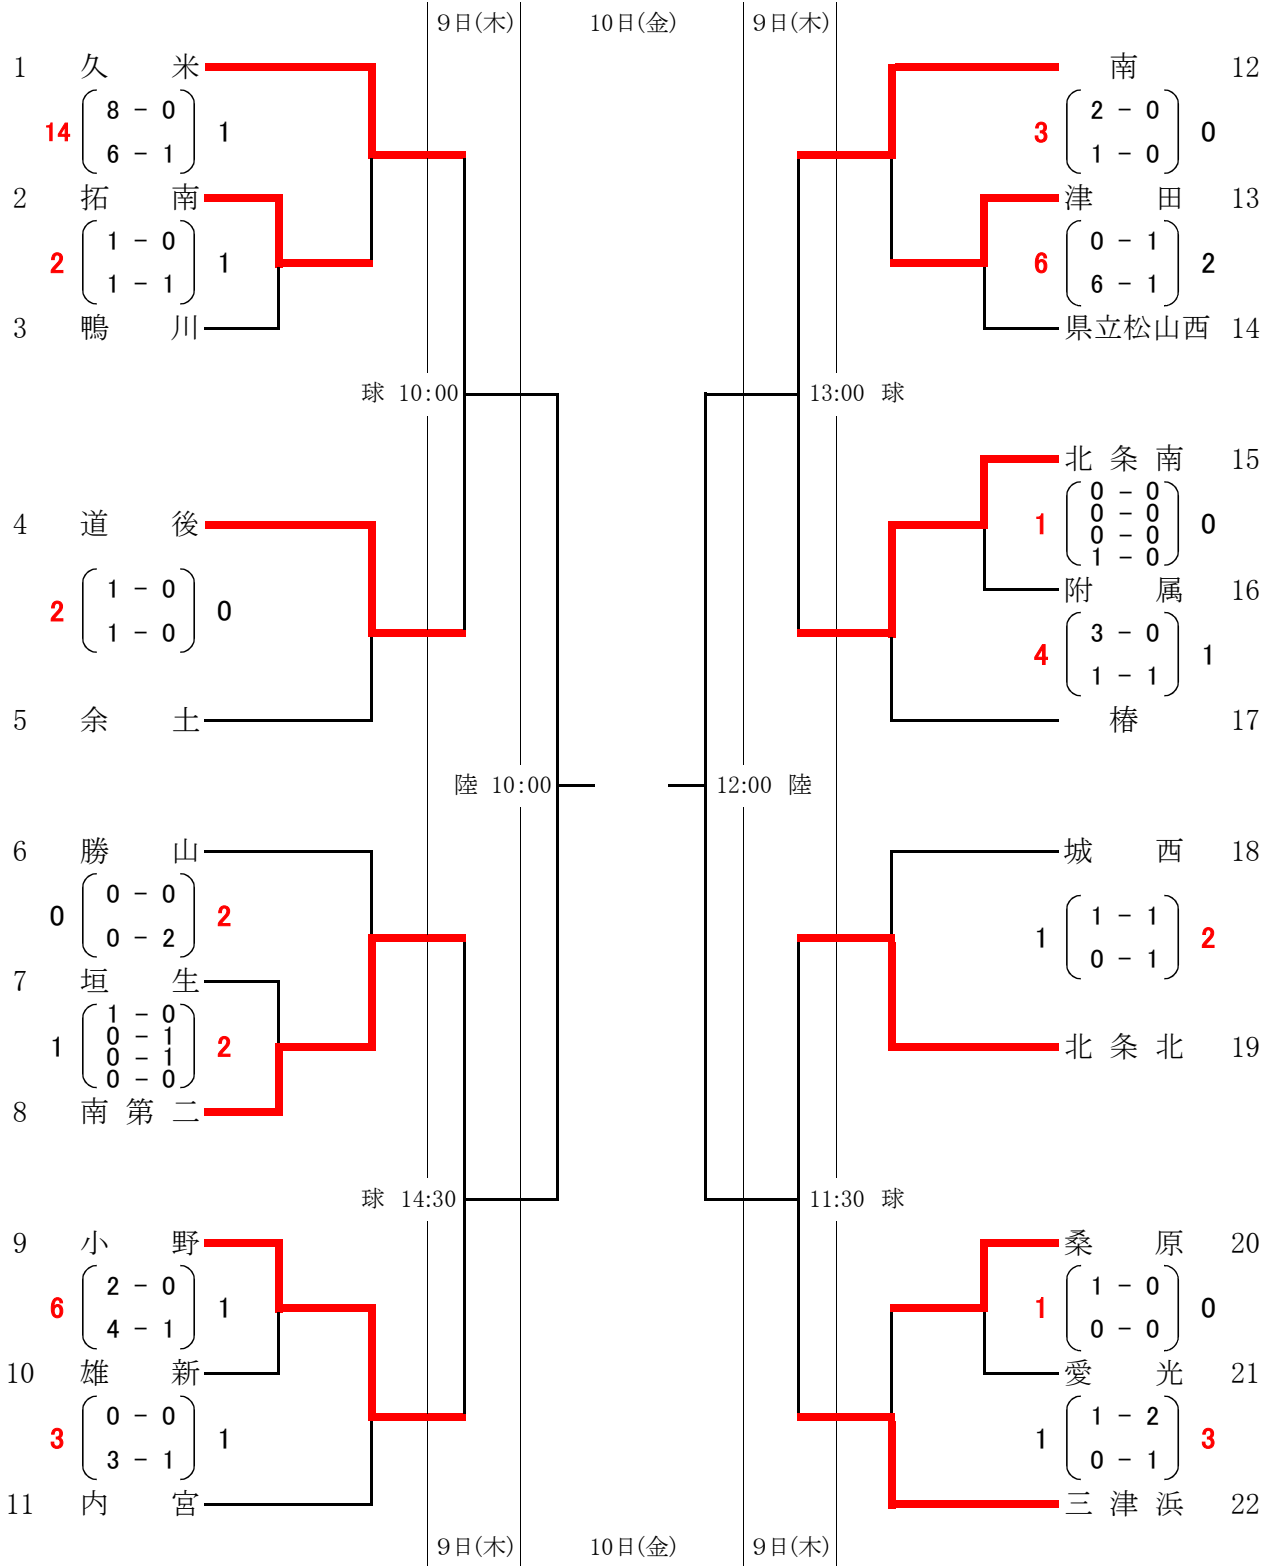 9日(木) 10日(金) 9日(木)
1 久米
14 8 - 0 1
6 - 1
2 拓南
2 1 - 0 1
1 - 1
3 鴨川
球 10:00
4 道後
2 1 - 0 0
1 - 0
5 余土
陸 10:00
6 勝山
0 0 - 0 2
0 - 2
7 垣生
1 1 - 0 2
0 - 1
0 - 1
0 - 0
8 南第二
球 14:30
9 小野
6 2 - 0 1
4 - 1
10 雄新
3 0 - 0 1
3 - 1
11 内宮
南 12
3 2 - 0 0
1 - 0
津田 13
6 0 - 1 2
6 - 1
県立松山西 14
13:00 球
北条南 15
1 0 - 0 0
0 - 0
0 - 0
1 - 0
附属 16
4 3 - 0 1
1 - 1
椿 17
12:00 陸
城西 18
1 1 - 1 2
0 - 1
北条北 19
11:30 球
桑原 20
1 1 - 0 0
0 - 0
愛光 21
1 1 - 2 3
0 - 1
三津浜 22
9日(木) 10日(金) 9日(木)